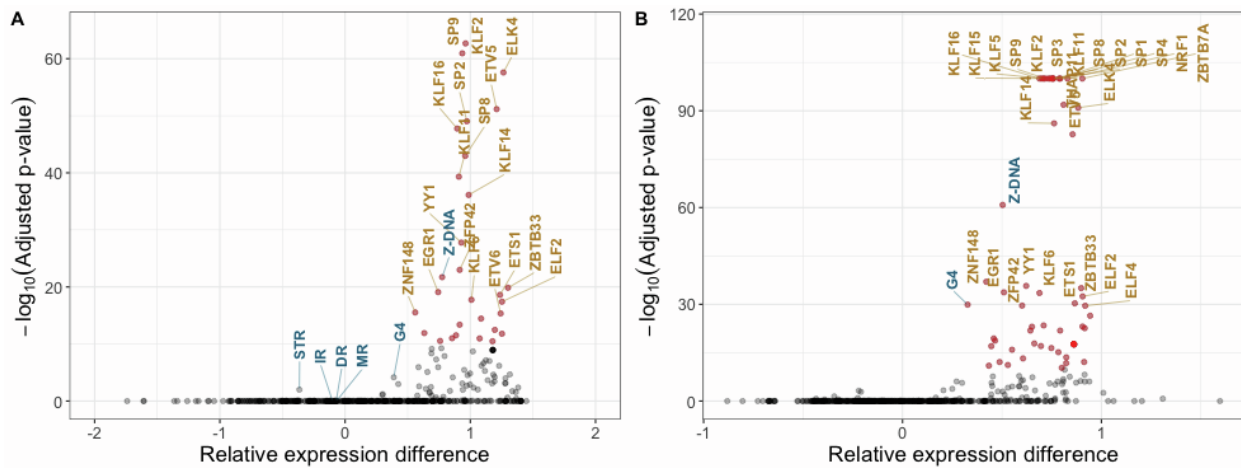 A
SP9
KLF2
ELK4
ETV5
SP2
KLF16
SP8
KLF11
KLF14
YY1
ZFP42
Z-DNA
EGR1
KLF6
ZNF148
ETV6
ETS1
ZBTB33
ELF2
G4
STR
IR
DR
MR
60
40
20
0
-2
-1
0
1
2
−log10(Adjusted p-value)
Relative expression difference
B
KLF16
KLF15
KLF5
SP9
KLF2
SP3
KLF11
SP8
SP2
SP1
SP4
NRF1
ZBTB7A
KLF14
THAP11
ETV5
ELK4
Z-DNA
G4
ZNF148
EGR1
ZFP42
YY1
KLF6
ETS1
ZBTB33
ELF2
ELF4
120
90
60
30
0
-1
0
1
−log10(Adjusted p-value)
Relative expression difference